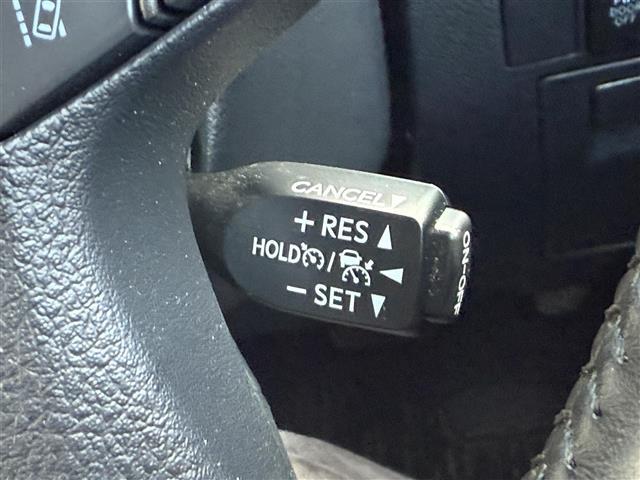 CANCEL
+ RES
HOLD /
− SET
ON-OFF